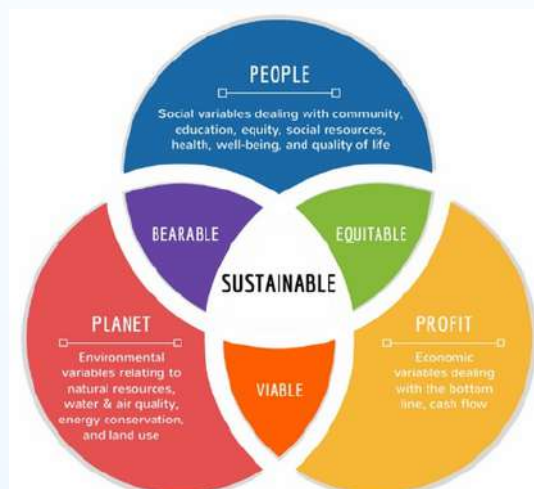 PEOPLE
Social variables dealing with community,
education, equity, social resources,
health, well-being, and quality of life
BEARABLE
EQUITABLE
SUSTAINABLE
PLANET
Environmental
variables relating to
natural resources,
water & air quality,
energy conservation,
and land use
PROFIT
Economic
variables dealing
with the bottom
line, cash flow
VIABLE